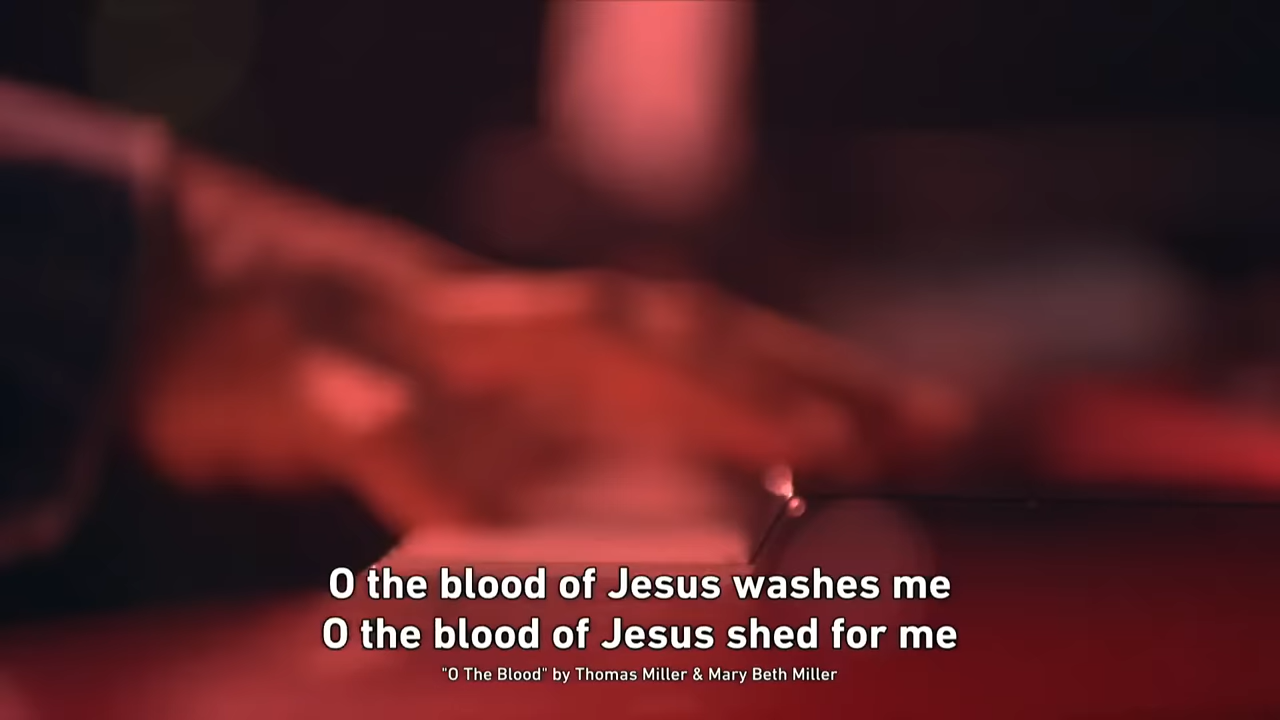 O the blood of Jesus washes me
O the blood of Jesus shed for me
"O The Blood" by Thomas Miller & Mary Beth Miller